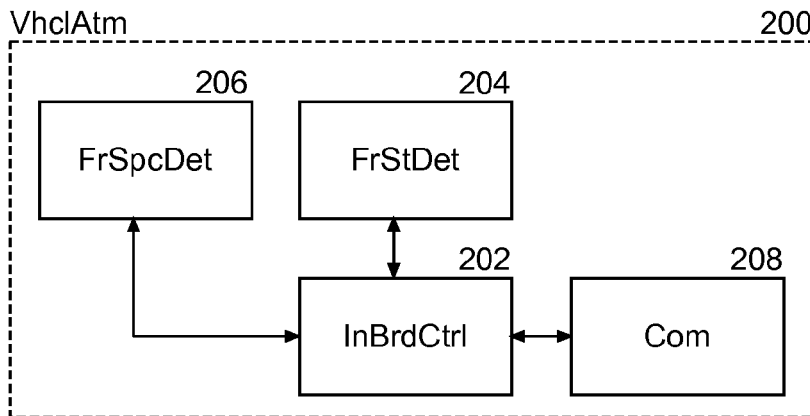 VhclAtm 200
206 204
FrSpcDet FrStDet
202 208
InBrdCtrl Com